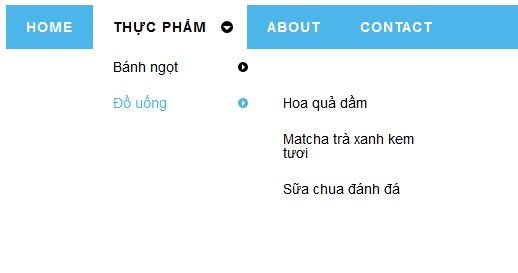 HOME THỰC PHẨM ABOUT CONTACT
Bánh ngọt
Đồ uống
Hoa quả dầm
Matcha trà xanh kem
tươi
Sữa chua đánh đá